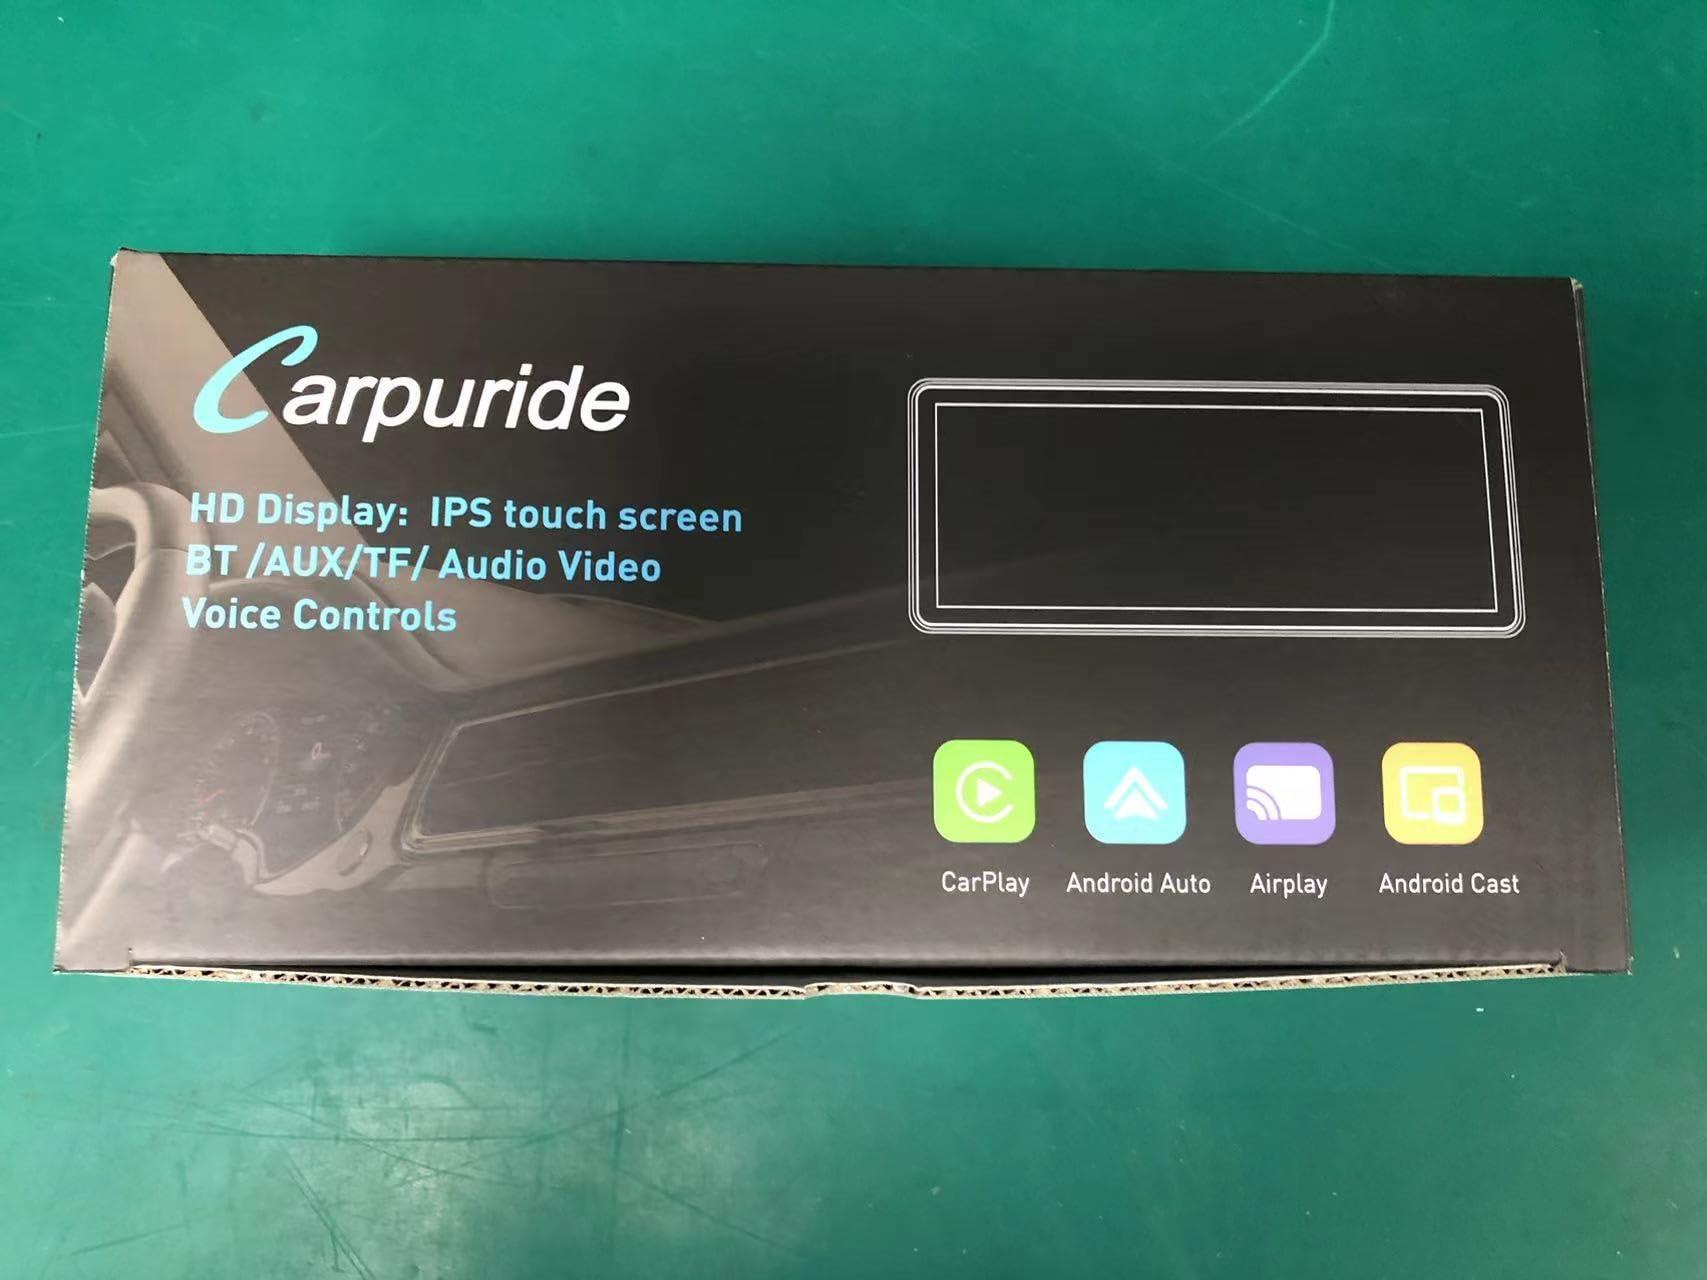 Carpuride
HD Display: IPS touch screen
BT /AUX/TF/ Audio Video
Voice Controls
CarPlay Android Auto Airplay Android Cast